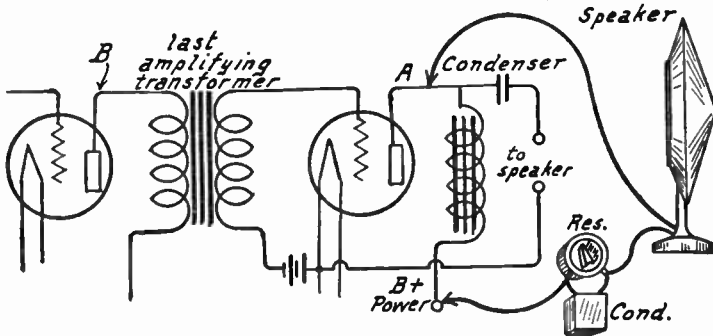 Speaker
B
last
amplifying
transformer
A
Condenser
to
speaker
Res.
B+
Power
Cond.